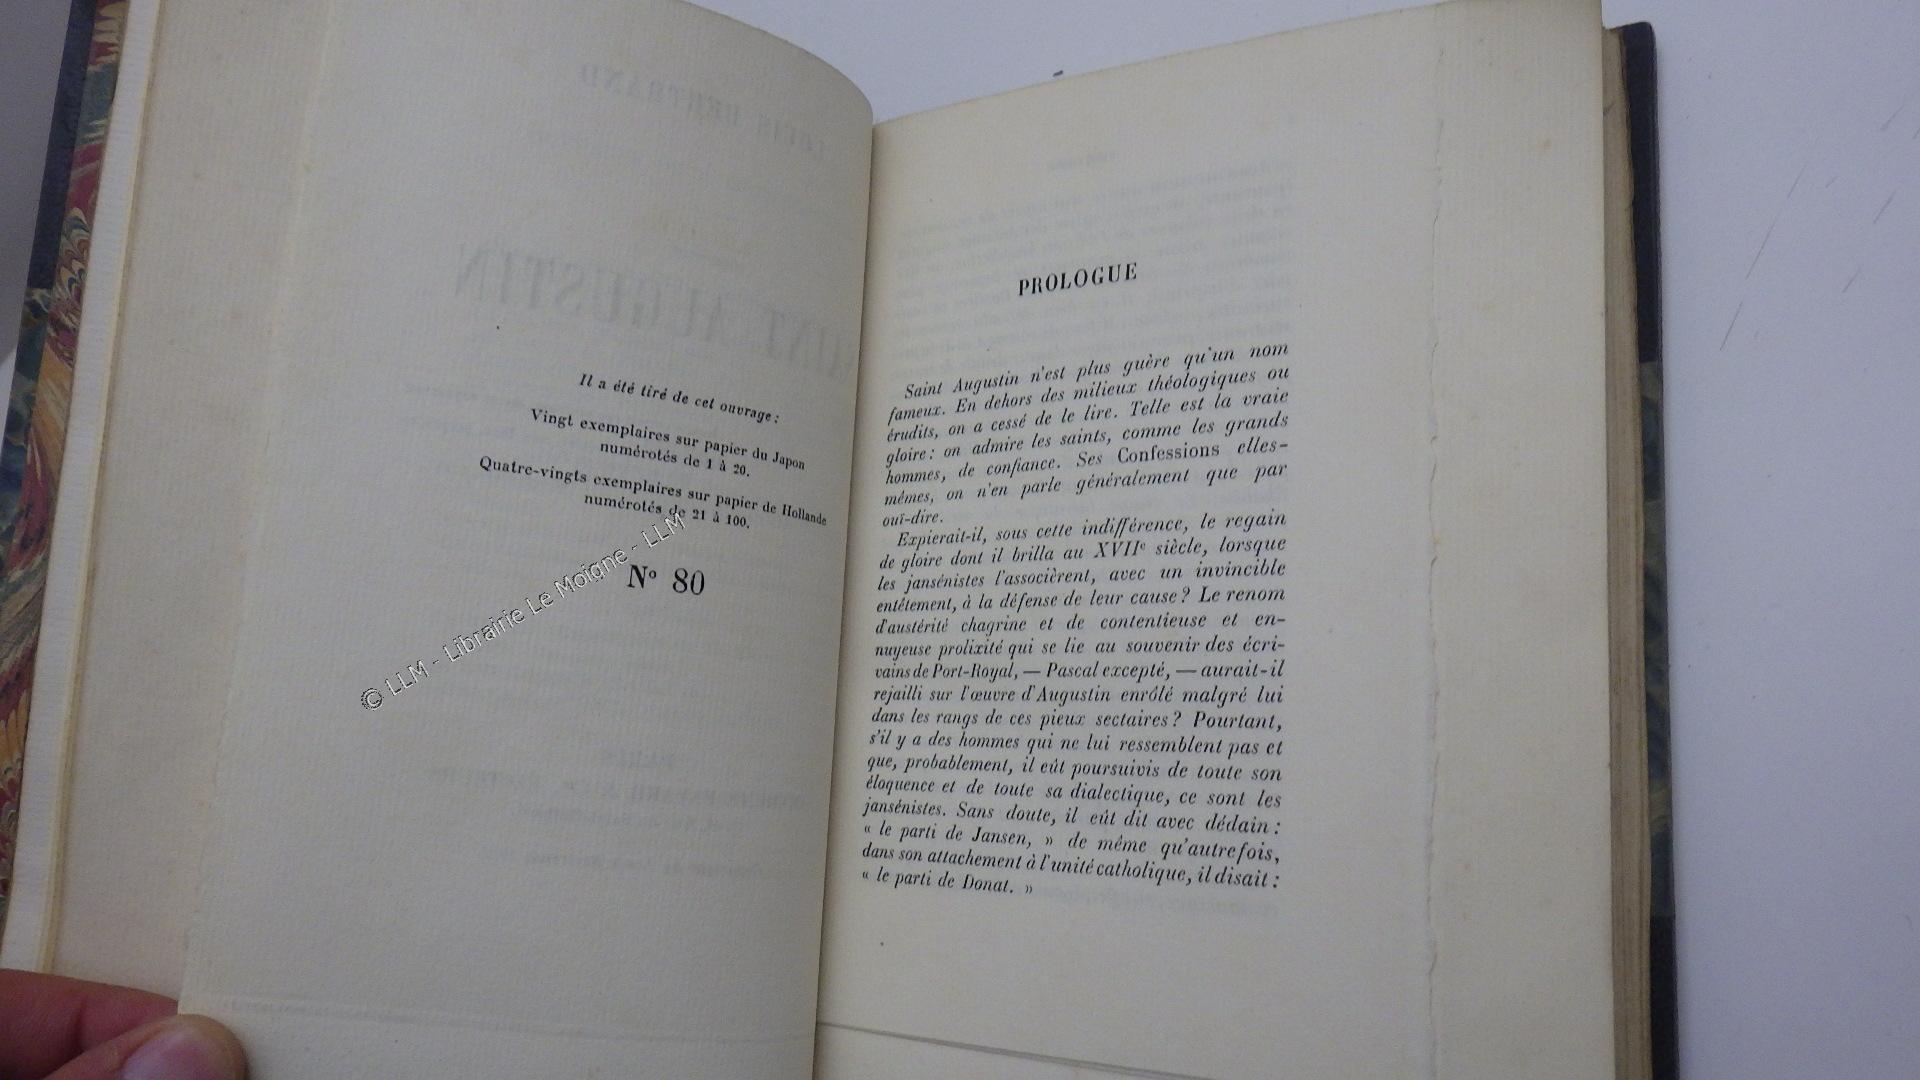 Il a été tiré de cet ouvrage :
Vingt exemplaires sur papier du Japon
numérotés de 1 à 20.
Quatre-vingts exemplaires sur papier de Hollande
numérotés de 21 à 100.
N° 80
© LLM - Librairie Le Moigne - LLM
PROLOGUE
Saint Augustin n'est plus guère qu'un nom
fameux. En dehors des milieux théologiques ou
érudits, on a cessé de le lire. Telle est la vraie
gloire : on admire les saints, comme les grands
hommes, de confiance. Ses Confessions elles-
mêmes, on n'en parle généralement que par
ouï-dire.
Expierait-il, sous cette indifférence, le regain
de gloire dont il brilla au XVIIe siècle, lorsque
les jansénistes l'associèrent, avec un invincible
entêtement, à la défense de leur cause ? Le renom
d'austérité chagrine et de contentieuse et en-
nuyeuse prolixité qui se lie au souvenir des écri-
vains de Port-Royal, — Pascal excepté, — aurait-il
rejailli sur l'œuvre d'Augustin enrôlé malgré lui
dans les rangs de ces pieux sectaires ? Pourtant,
s'il y a des hommes qui ne lui ressemblent pas et
que, probablement, il eût poursuivis de toute son
éloquence et de toute sa dialectique, ce sont les
jansénistes. Sans doute, il eût dit avec dédain :
« le parti de Jansen, » de même qu'autrefois,
dans son attachement à l'unité catholique, il disait :
« le parti de Donat. »
LOUIS BERTRAND
SAINT AUGUSTIN
PARIS